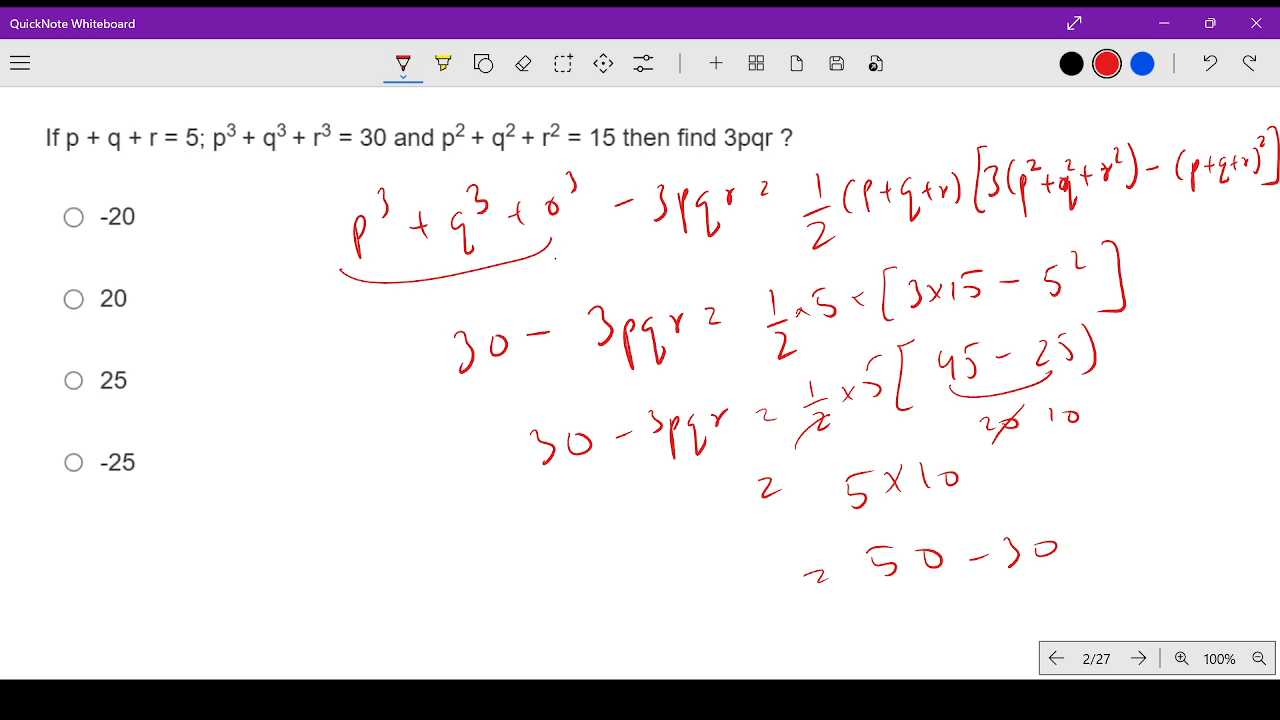 QuickNote Whiteboard
If p + q + r = 5; p³ + q³ + r³ = 30 and p² + q² + r² = 15 then find 3pqr ?
p³ + q³ + r³ - 3pqr = 1/2 (p+q+r) [3(p²+q²+r²) - (p+q+r)²]
-20
30 - 3pqr = 1/2 × 5 × [3×15 - 5²]
20
30 - 3pqr = 1/2 × 5 [45 - 25)
25
20 10
-25
= 5×10
= 50 - 30
2/27
100%